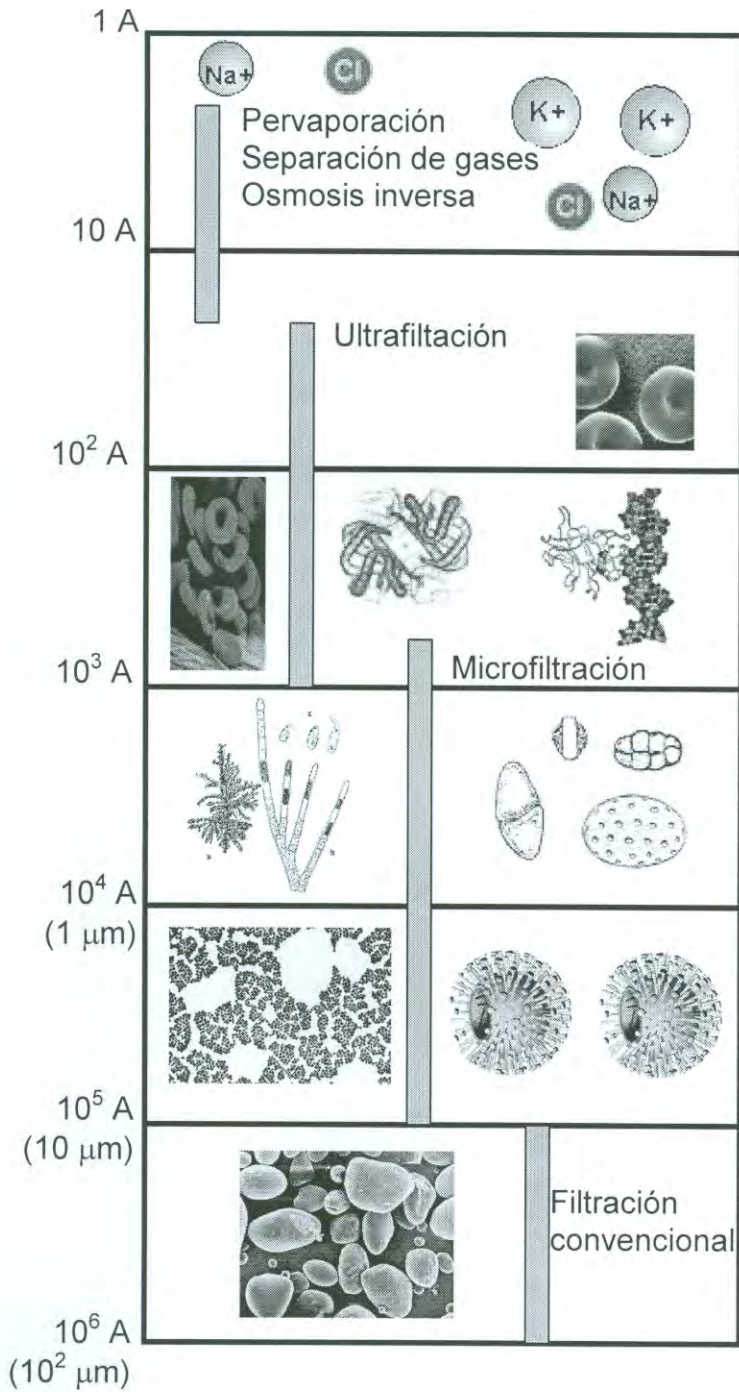 1 A
Na+
Cl
K+
K+
Pervaporación
Separación de gases
Osmosis inversa
Cl
Na+
10 A
Ultrafiltación
10² A
Microfiltración
10³ A
c
a
b
10⁴ A
(1 μm)
10⁵ A
(10 μm)
Filtración
convencional
10⁶ A
(10² μm)